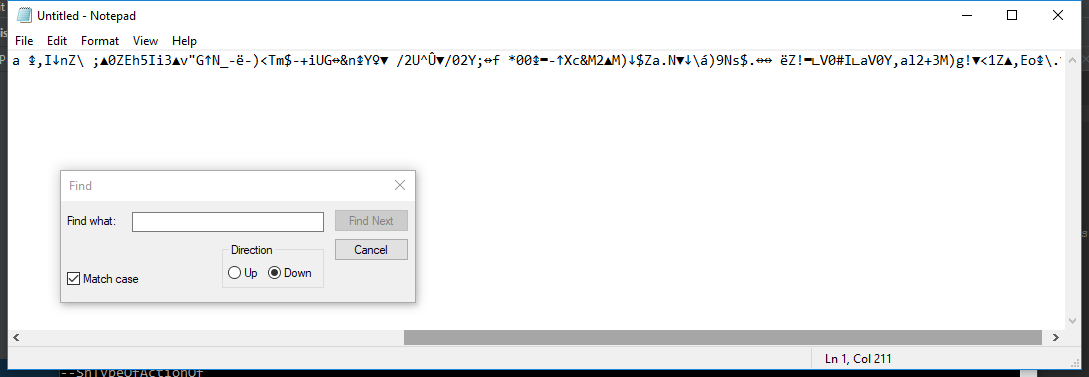 Untitled - Notepad
File Edit Format View Help
a ↨,I↓nZ\ ;▲0ZEh5Ii3▲v"G↑N_-ë-)<Tm$-+iUG↔&n↨Yº▼ /2U^Û▼/02Y;↔f *00↨▬-↑Xc&M2▲M)↓$Za.N▼↓\á)9Ns$.↔↔ ëZ!▬∟V0#I∟aV0Y,al2+3M)g!▼<1Z▲,Eo↨\.
Find
Find what:
Find Next
Direction
Cancel
Up Down
Match case
Ln 1, Col 211
--ShTypeOfActionOf